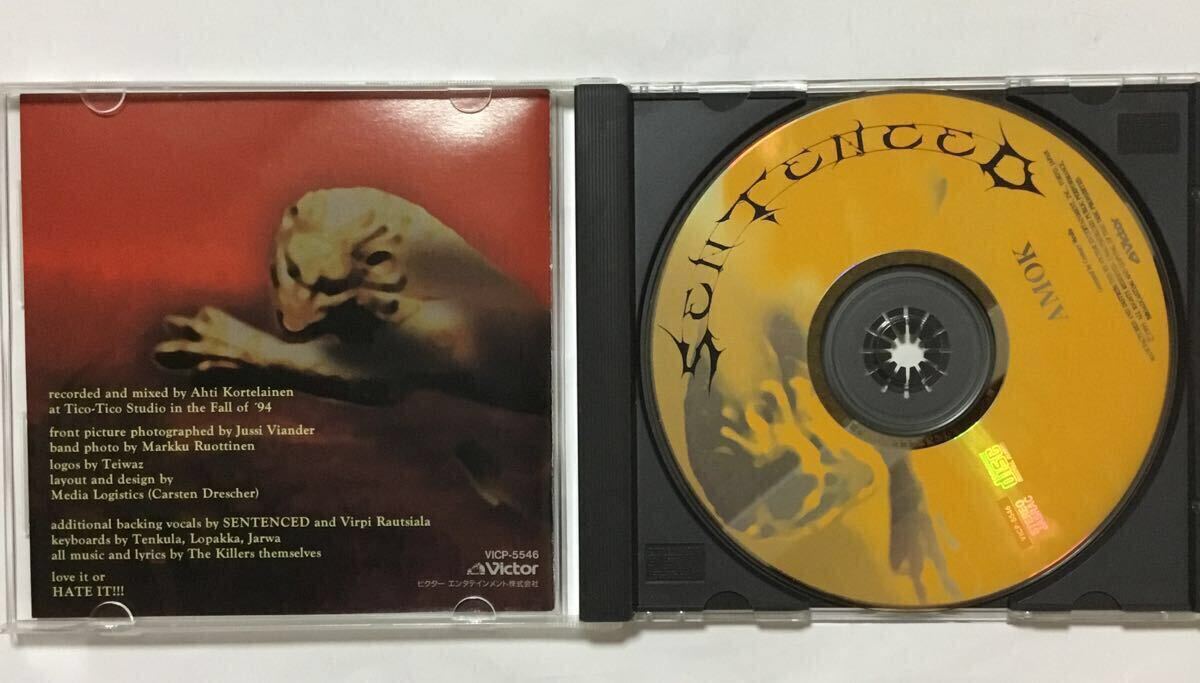 recorded and mixed by Ahti Kortelainen
at Tico-Tico Studio in the Fall of ´94
front picture photographed by Jussi Viander
band photo by Markku Ruottinen
logos by Teiwaz
layout and design by
Media Logistics (Carsten Drescher)
additional backing vocals by SENTENCED and Virpi Rautsiala
keyboards by Tenkula, Lopakka, Jarwa
all music and lyrics by The Killers themselves
love it or
HATE IT!!!
VICP-5546
Victor
ビクター エンタテインメント株式会社
SENTENCED
AMOK
Victor
VICP-5546